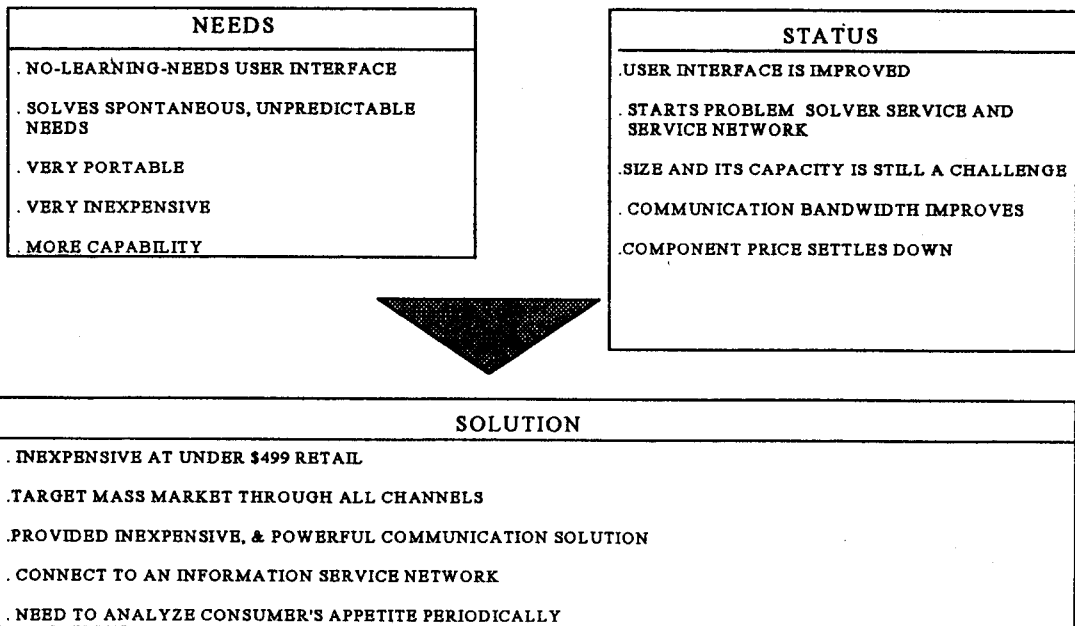 NEEDS
. NO-LEARNING-NEEDS USER INTERFACE
. SOLVES SPONTANEOUS, UNPREDICTABLE
NEEDS
. VERY PORTABLE
. VERY INEXPENSIVE
. MORE CAPABILITY
STATUS
.USER INTERFACE IS IMPROVED
. STARTS PROBLEM SOLVER SERVICE AND
SERVICE NETWORK
.SIZE AND ITS CAPACITY IS STILL A CHALLENGE
. COMMUNICATION BANDWIDTH IMPROVES
.COMPONENT PRICE SETTLES DOWN
SOLUTION
. INEXPENSIVE AT UNDER $499 RETAIL
.TARGET MASS MARKET THROUGH ALL CHANNELS
.PROVIDED INEXPENSIVE, & POWERFUL COMMUNICATION SOLUTION
. CONNECT TO AN INFORMATION SERVICE NETWORK
. NEED TO ANALYZE CONSUMER'S APPETITE PERIODICALLY